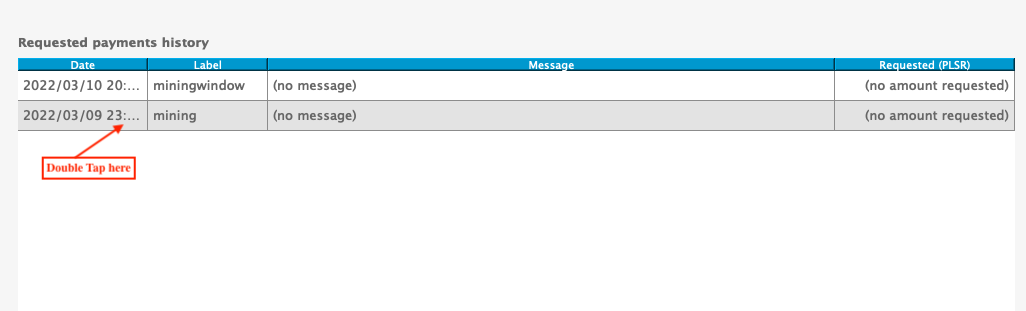 Requested payments history
Date Label Message Requested (PLSR)
2022/03/10 20:... miningwindow (no message) (no amount requested)
2022/03/09 23:... mining (no message) (no amount requested)
Double Tap here